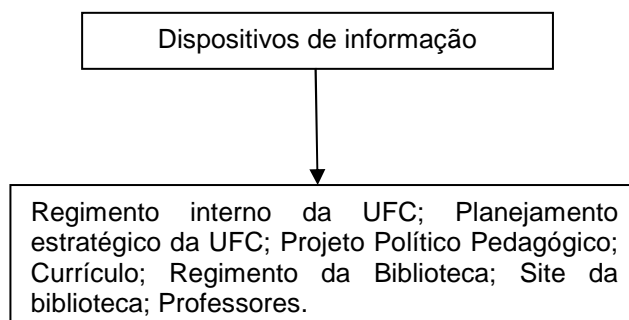 Dispositivos de informação
Regimento interno da UFC; Planejamento
estratégico da UFC; Projeto Político Pedagógico;
Currículo; Regimento da Biblioteca; Site da
biblioteca; Professores.